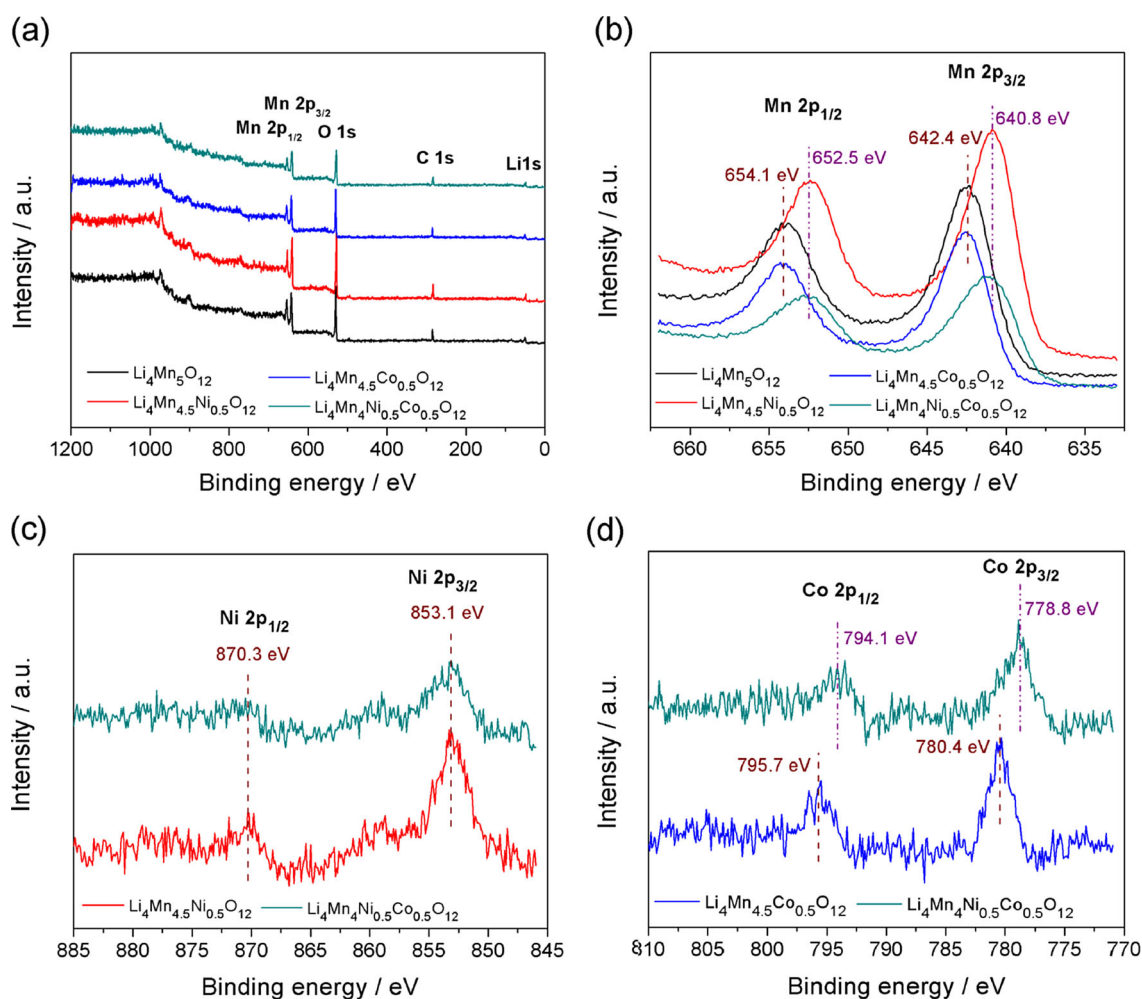 (a)
Mn 2p3/2
Mn 2p1/2 O 1s
C 1s
Li1s
Intensity / a.u.
Li4Mn5O12 Li4Mn4.5Co0.5O12
Li4Mn4.5Ni0.5O12 Li4Mn4Ni0.5Co0.5O12
1200 1000 800 600 400 200 0
Binding energy / eV
(b)
Mn 2p3/2
Mn 2p1/2
640.8 eV
642.4 eV
652.5 eV
654.1 eV
Intensity / a.u.
Li4Mn5O12 Li4Mn4.5Co0.5O12
Li4Mn4.5Ni0.5O12 Li4Mn4Ni0.5Co0.5O12
660 655 650 645 640 635
Binding energy / eV
(c)
Ni 2p3/2
853.1 eV
Ni 2p1/2
870.3 eV
Intensity / a.u.
Li4Mn4.5Ni0.5O12 Li4Mn4Ni0.5Co0.5O12
885 880 875 870 865 860 855 850 845
Binding energy / eV
(d)
Co 2p3/2
Co 2p1/2
778.8 eV
794.1 eV
780.4 eV
795.7 eV
Intensity / a.u.
Li4Mn4.5Co0.5O12 Li4Mn4Ni0.5Co0.5O12
810 805 800 795 790 785 780 775 770
Binding energy / eV